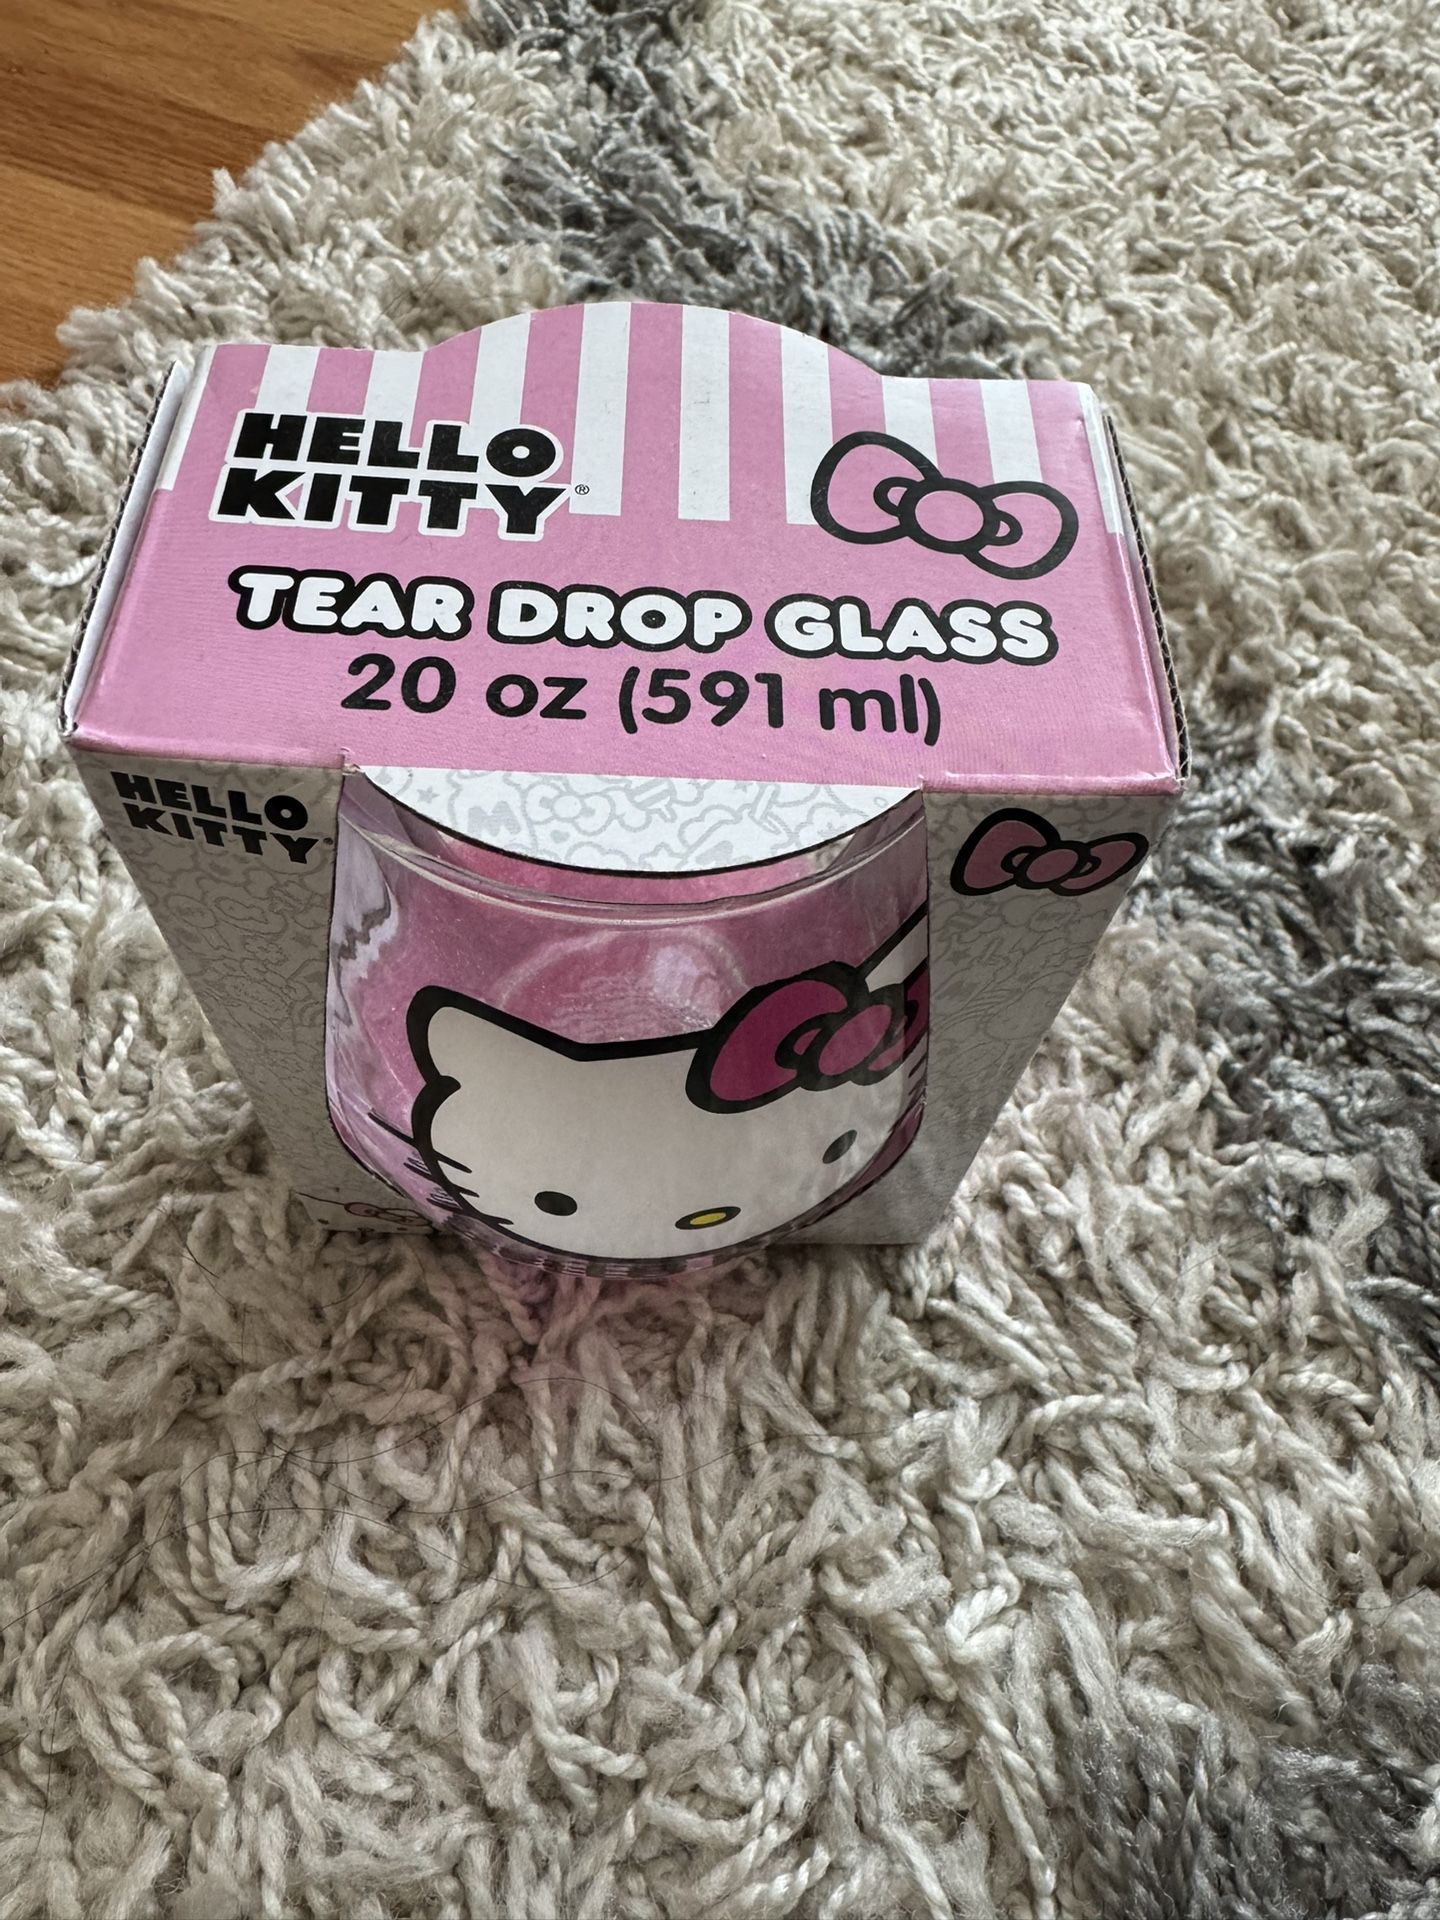 HELLO
KITTY®
TEAR DROP GLASS
20 oz (591 ml)
HELLO
KITTY®